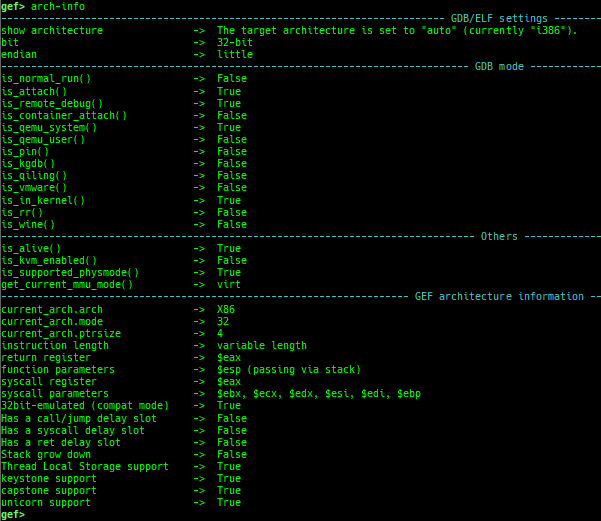 gef> arch-info
------------------------------------------------------------------------- GDB/ELF settings --------
show architecture               ->  The target architecture is set to "auto" (currently "i386").
bit                             ->  32-bit
endian                          ->  little
----------------------------------------------------------------------------- GDB mode ------------
is_normal_run()                 ->  False
is_attach()                     ->  True
is_remote_debug()               ->  True
is_container_attach()           ->  False
is_qemu_system()                ->  True
is_qemu_user()                  ->  False
is_pin()                        ->  False
is_kgdb()                       ->  False
is_qiling()                     ->  False
is_vmware()                     ->  False
is_in_kernel()                  ->  True
is_rr()                         ->  False
is_wine()                       ->  False
------------------------------------------------------------------------------ Others -------------
is_alive()                      ->  True
is_kvm_enabled()                ->  False
is_supported_physmode()         ->  True
get_current_mmu_mode()          ->  virt
------------------------------------------------------------------- GEF architecture information --
current_arch.arch               ->  X86
current_arch.mode               ->  32
current_arch.ptrsize            ->  4
instruction length              ->  variable length
return register                 ->  $eax
function parameters             ->  $esp (passing via stack)
syscall register                ->  $eax
syscall parameters              ->  $ebx, $ecx, $edx, $esi, $edi, $ebp
32bit-emulated (compat mode)    ->  True
Has a call/jump delay slot      ->  False
Has a syscall delay slot        ->  False
Has a ret delay slot            ->  False
Stack grow down                 ->  False
Thread Local Storage support    ->  True
keystone support                ->  True
capstone support                ->  True
unicorn support                 ->  True
gef>